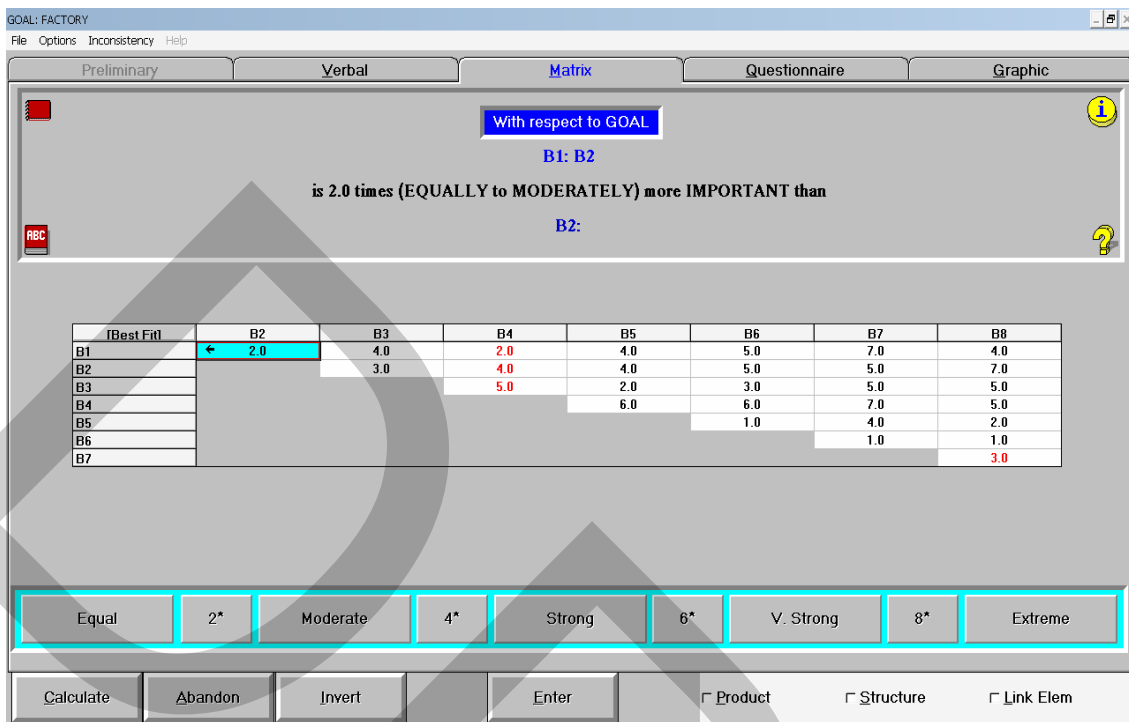 GOAL: FACTORY
File Options Inconsistency Help
Preliminary Verbal Matrix Questionnaire Graphic
With respect to GOAL
B1: B2
is 2.0 times (EQUALLY to MODERATELY) more IMPORTANT than
B2:
ABC
[Best Fit] B2 B3 B4 B5 B6 B7 B8
B1 ← 2.0 4.0 2.0 4.0 5.0 7.0 4.0
B2 3.0 4.0 4.0 5.0 5.0 7.0
B3 5.0 2.0 3.0 5.0 5.0
B4 6.0 6.0 7.0 5.0
B5 1.0 4.0 2.0
B6 1.0 1.0
B7 3.0
Equal 2* Moderate 4* Strong 6* V. Strong 8* Extreme
Calculate Abandon Invert Enter Product Structure Link Elem